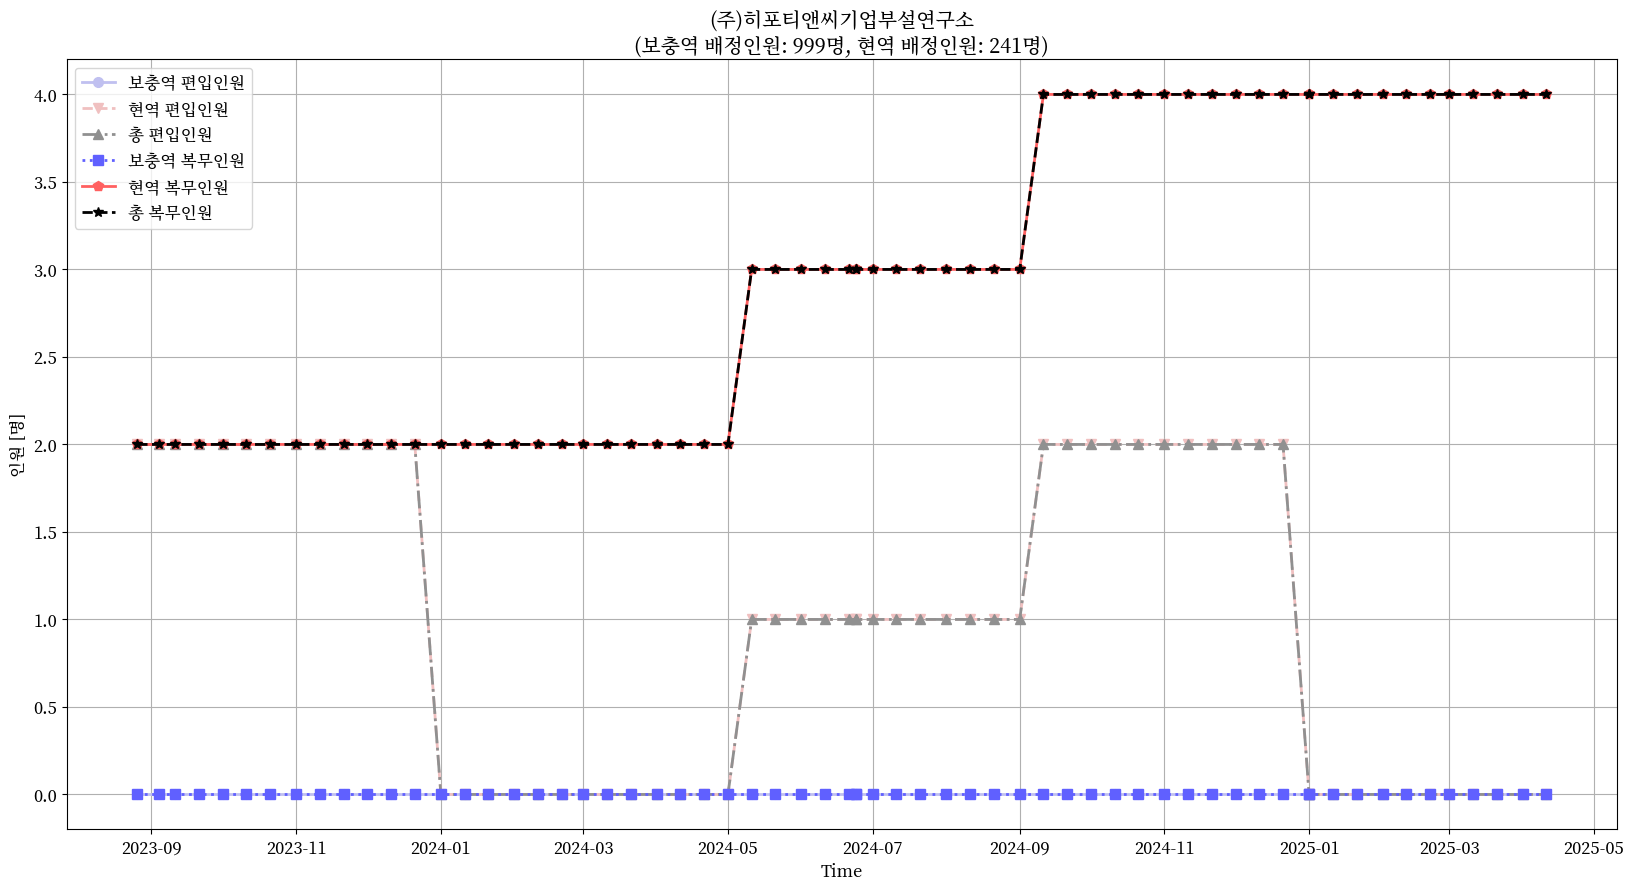 (주)히포티앤씨기업부설연구소
(보충역 배정인원: 999명, 현역 배정인원: 241명)
보충역 편입인원
현역 편입인원
총 편입인원
보충역 복무인원
현역 복무인원
총 복무인원
인원 [명]
4.0
3.5
3.0
2.5
2.0
1.5
1.0
0.5
0.0
2023-09 2023-11 2024-01 2024-03 2024-05 2024-07 2024-09 2024-11 2025-01 2025-03 2025-05
Time